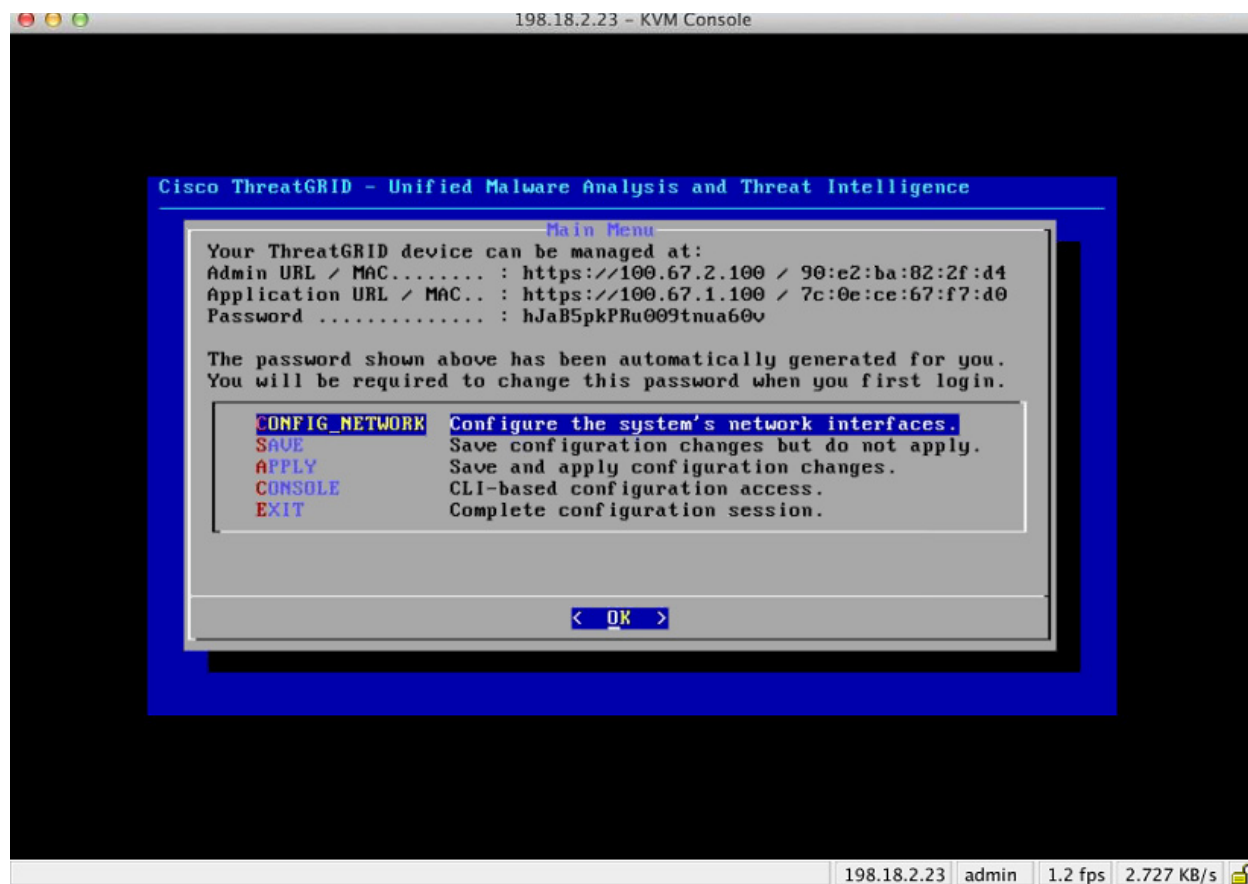 198.18.2.23 – KVM Console
Cisco ThreatGRID - Unified Malware Analysis and Threat Intelligence
Main Menu
Your ThreatGRID device can be managed at:
Admin URL / MAC........ : https://100.67.2.100 / 90:e2:ba:82:2f:d4
Application URL / MAC.. : https://100.67.1.100 / 7c:0e:ce:67:f7:d0
Password .............. : hJaB5pkPRu009tnua60v
The password shown above has been automatically generated for you.
You will be required to change this password when you first login.
CONFIG_NETWORK Configure the system's network interfaces.
SAVE Save configuration changes but do not apply.
APPLY Save and apply configuration changes.
CONSOLE CLI-based configuration access.
EXIT Complete configuration session.
< OK >
198.18.2.23 admin 1.2 fps 2.727 KB/s